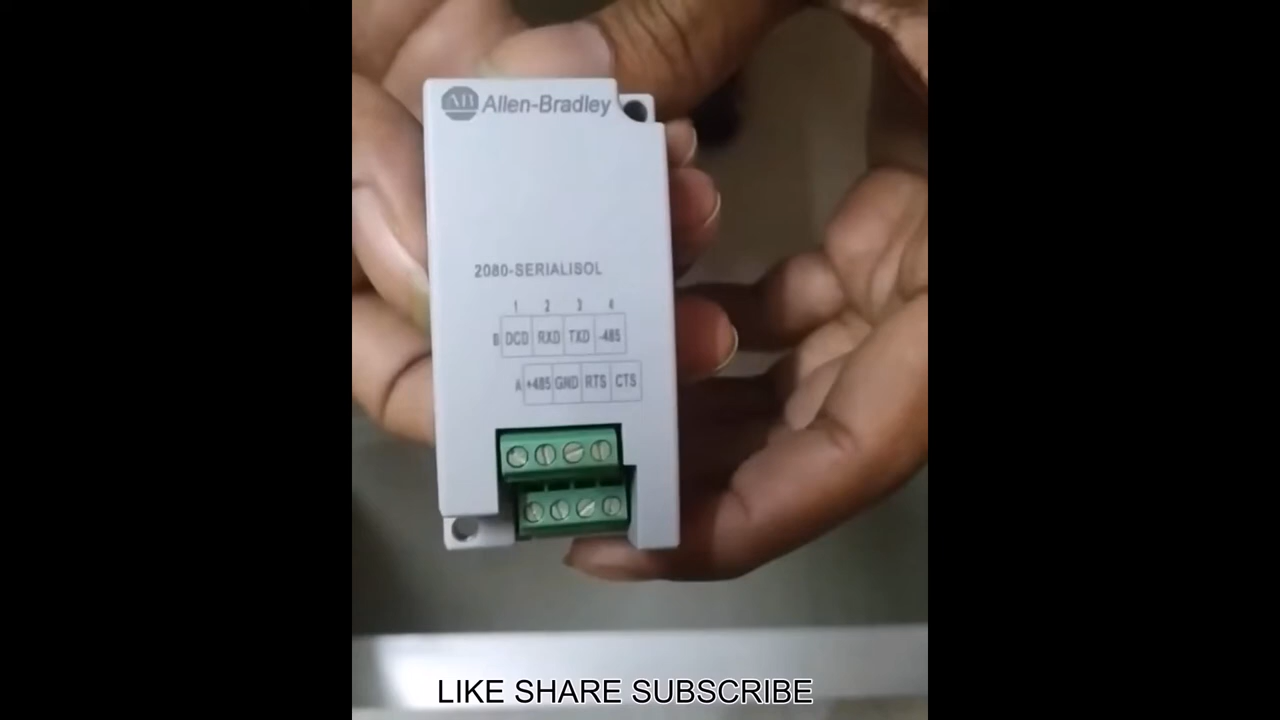 AB Allen-Bradley
2080-SERIALISOL
1 2 3 4
B DCD RXD TXD -485
A +485 GND RTS CTS
LIKE SHARE SUBSCRIBE